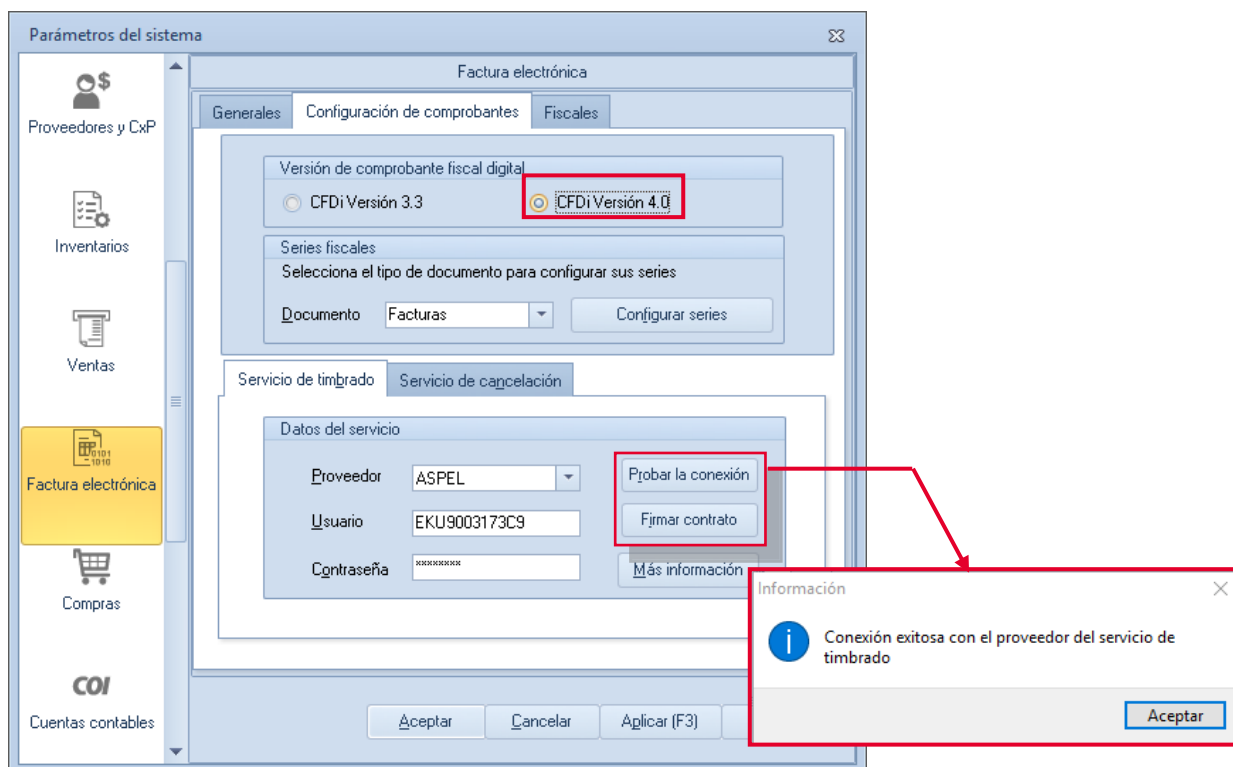 Parámetros del sistema
Proveedores y CxP
Inventarios
Ventas
0101
1010
Factura electrónica
Compras
COI
Cuentas contables
Factura electrónica
Generales
Configuración de comprobantes
Fiscales
Versión de comprobante fiscal digital
CFDi Versión 3.3
CFDi Versión 4.0
Series fiscales
Selecciona el tipo de documento para configurar sus series
Documento
Facturas
Configurar series
Servicio de timbrado
Servicio de cancelación
Datos del servicio
Proveedor
ASPEL
Probar la conexión
Usuario
EKU9003173C9
Firmar contrato
Contraseña
××××××××
Más información
Aceptar
Cancelar
Aplicar (F3)
Información
Conexión exitosa con el proveedor del servicio de
timbrado
Aceptar